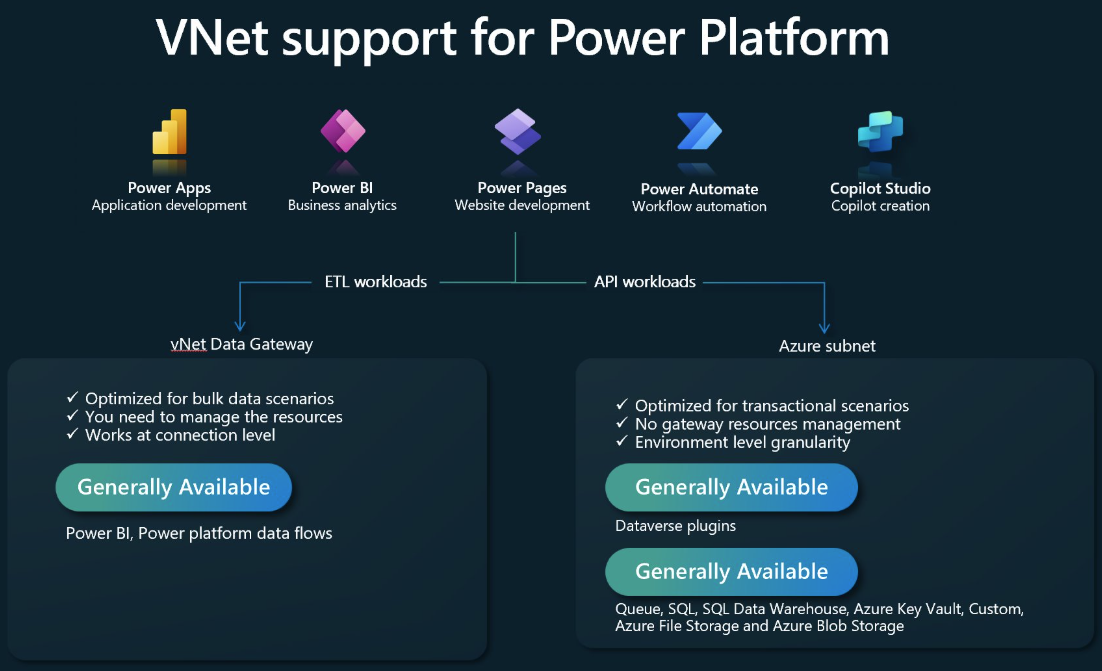 VNet support for Power Platform
Power Apps
Application development
Power BI
Business analytics
Power Pages
Website development
Power Automate
Workflow automation
Copilot Studio
Copilot creation
ETL workloads
API workloads
vNet Data Gateway
✓ Optimized for bulk data scenarios
✓ You need to manage the resources
✓ Works at connection level
Generally Available
Power BI, Power platform data flows
Azure subnet
✓ Optimized for transactional scenarios
✓ No gateway resources management
✓ Environment level granularity
Generally Available
Dataverse plugins
Generally Available
Queue, SQL, SQL Data Warehouse, Azure Key Vault, Custom,
Azure File Storage and Azure Blob Storage